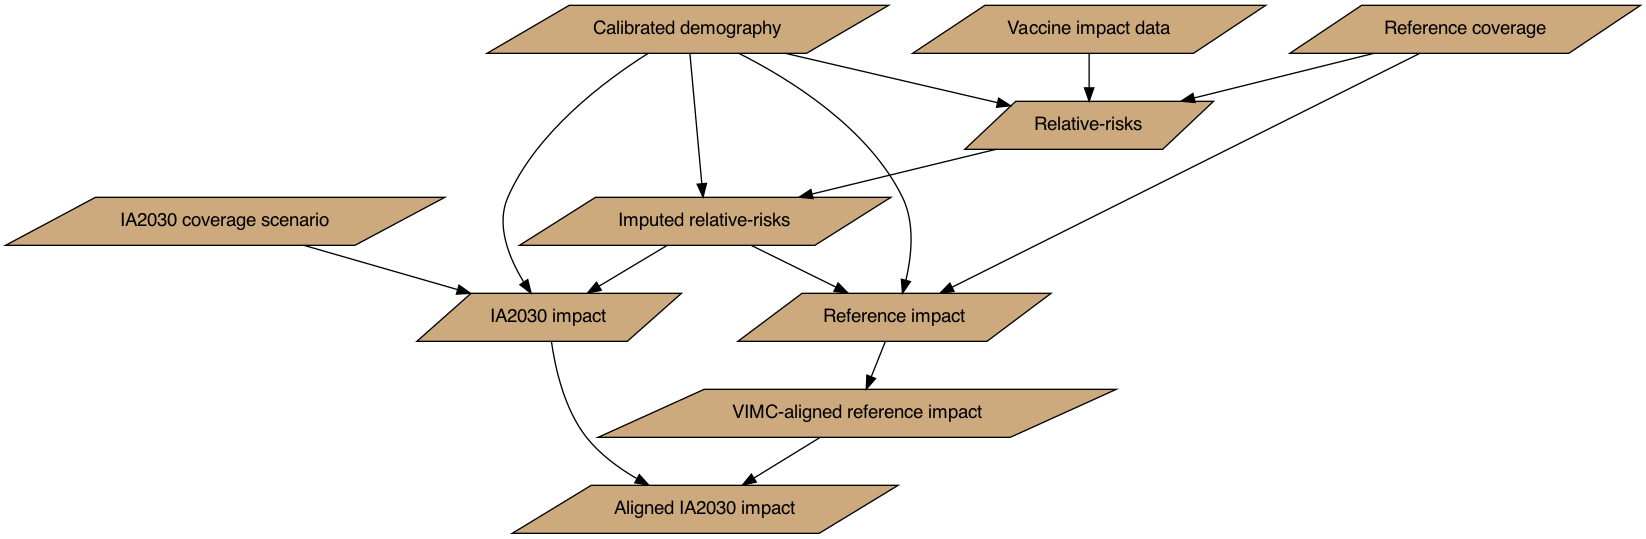 Calibrated demography
Vaccine impact data
Reference coverage
Relative-risks
IA2030 coverage scenario
Imputed relative-risks
IA2030 impact
Reference impact
VIMC-aligned reference impact
Aligned IA2030 impact